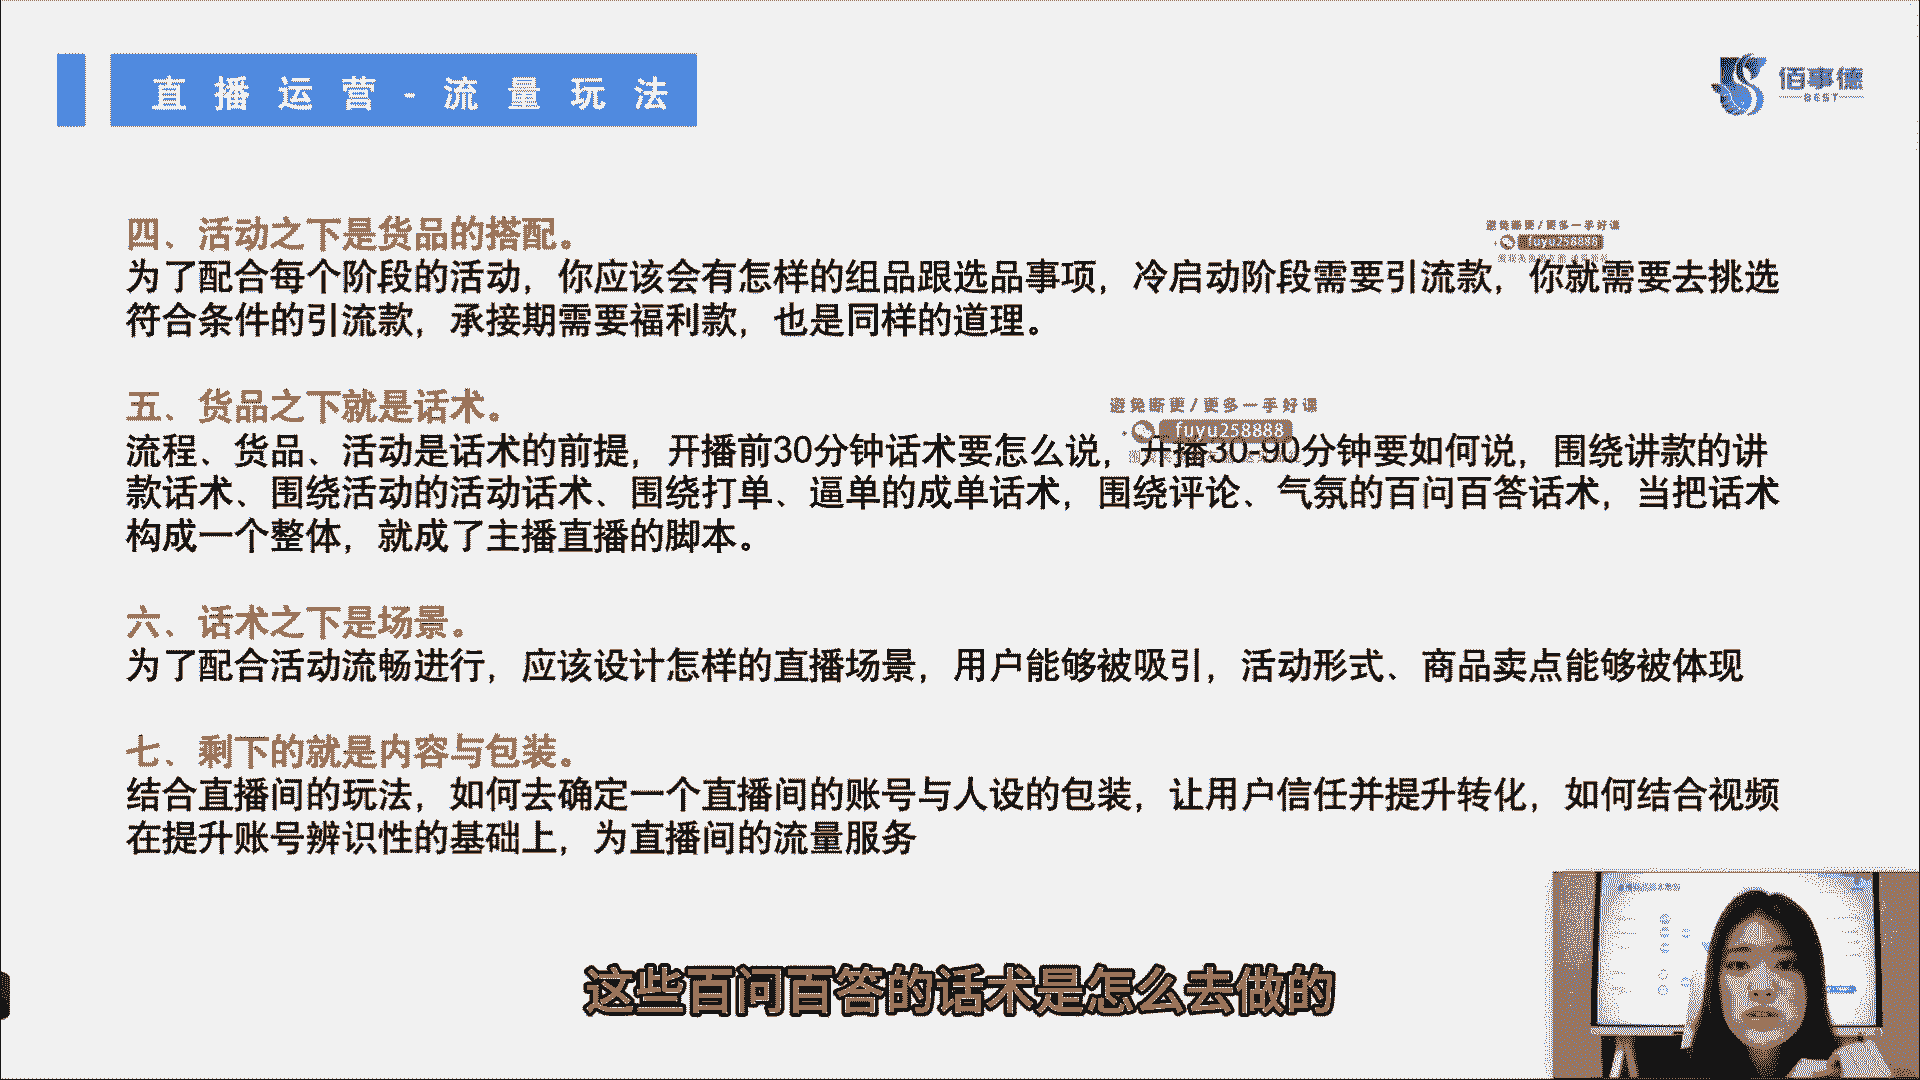 直播运营-流量玩法
佰事德
BEST
四、活动之下是货品的搭配。
避免断更/更多一手好课
fuyu258888
为了配合每个阶段的活动，你应该会有怎样的组品跟选品事项，冷启动阶段需要引流款，你就需要去挑选
符合条件的引流款，承接期需要福利款，也是同样的道理。
五、货品之下就是话术。
避免断更/更多一手好课
fuyu258888
流程、货品、活动是话术的前提，开播前30分钟话术要怎么说，开播30-90分钟要如何说，围绕讲款的讲
款话术、围绕活动的活动话术、围绕打单、逼单的成单话术，围绕评论、气氛的百问百答话术，当把话术
构成一个整体，就成了主播直播的脚本。
六、话术之下是场景。
为了配合活动流畅进行，应该设计怎样的直播场景，用户能够被吸引，活动形式、商品卖点能够被体现
七、剩下的就是内容与包装。
结合直播间的玩法，如何去确定一个直播间的账号与人设的包装，让用户信任并提升转化，如何结合视频
在提升账号辨识性的基础上，为直播间的流量服务
这些百问百答的话术是怎么去做的